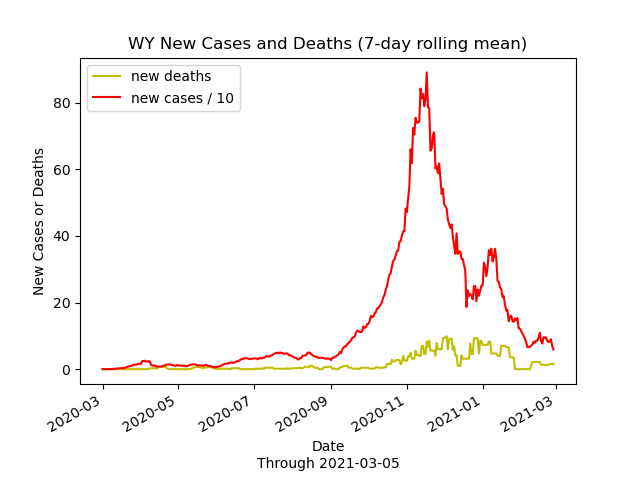 WY New Cases and Deaths (7-day rolling mean)
new deaths
new cases / 10
80
60
40
20
0
New Cases or Deaths
2020-03
2020-05
2020-07
2020-09
2020-11
2021-01
2021-03
Date
Through 2021-03-05